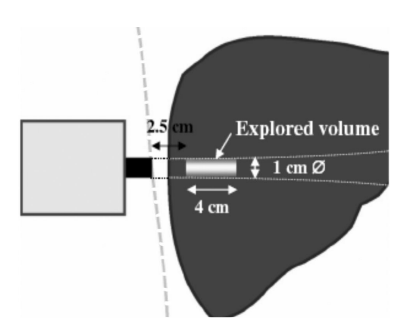 2.5 cm
Explored volume
1 cm Ø
4 cm